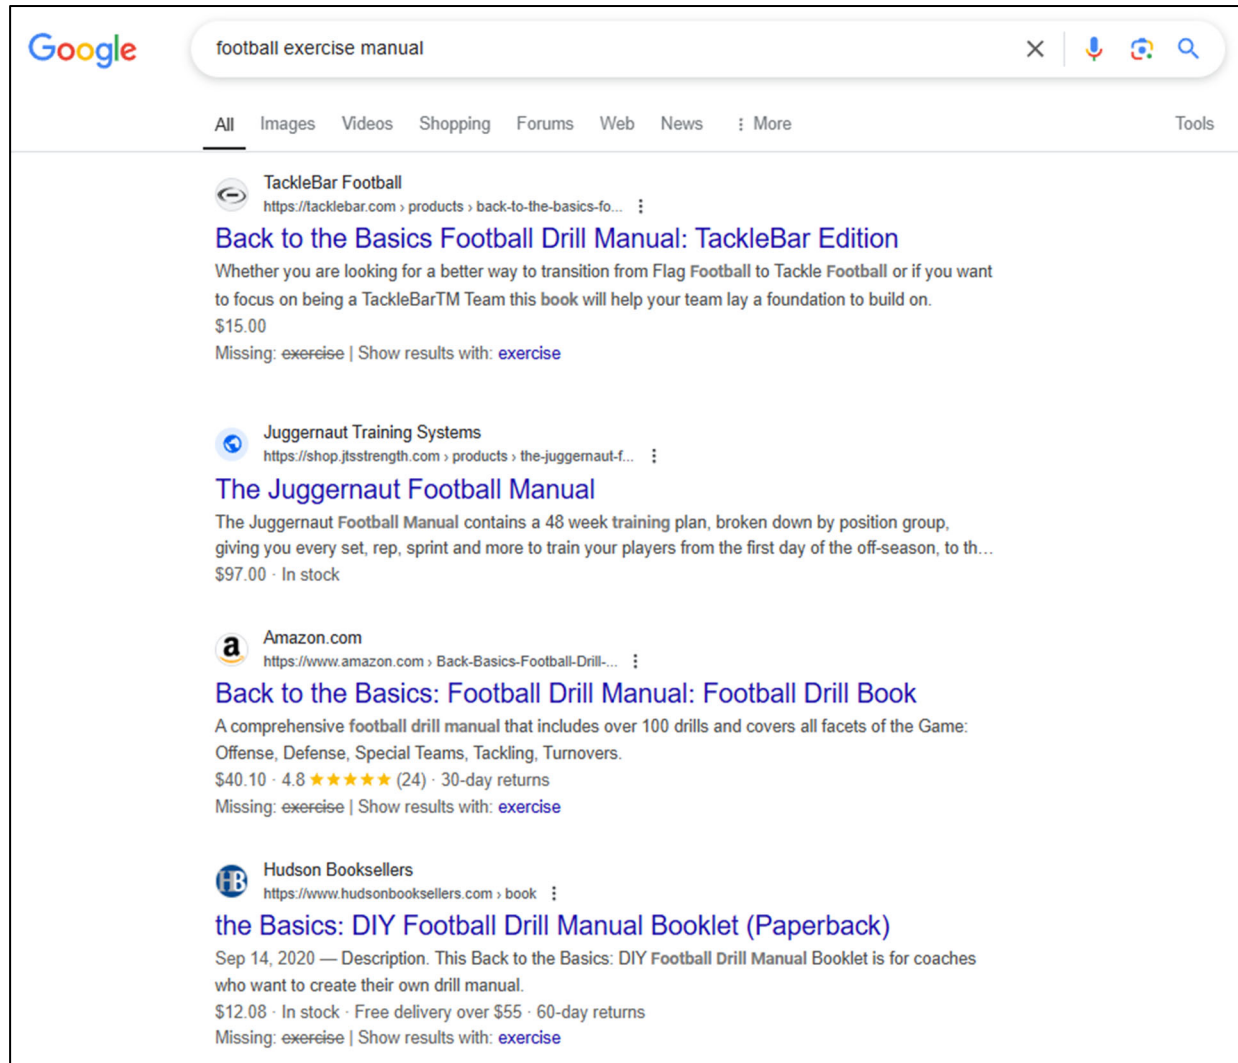 Google
football exercise manual
All Images Videos Shopping Forums Web News More Tools
TackleBar Football
https://tacklebar.com › products › back-to-the-basics-fo...
Back to the Basics Football Drill Manual: TackleBar Edition
Whether you are looking for a better way to transition from Flag Football to Tackle Football or if you want
to focus on being a TackleBarTM Team this book will help your team lay a foundation to build on.
$15.00
Missing: exercise | Show results with: exercise
Juggernaut Training Systems
https://shop.jtsstrength.com › products › the-juggernaut-f...
The Juggernaut Football Manual
The Juggernaut Football Manual contains a 48 week training plan, broken down by position group,
giving you every set, rep, sprint and more to train your players from the first day of the off-season, to th...
$97.00 · In stock
a
Amazon.com
https://www.amazon.com › Back-Basics-Football-Drill-...
Back to the Basics: Football Drill Manual: Football Drill Book
A comprehensive football drill manual that includes over 100 drills and covers all facets of the Game:
Offense, Defense, Special Teams, Tackling, Turnovers.
$40.10 · 4.8 ★★★★★ (24) · 30-day returns
Missing: exercise | Show results with: exercise
HB
Hudson Booksellers
https://www.hudsonbooksellers.com › book
the Basics: DIY Football Drill Manual Booklet (Paperback)
Sep 14, 2020 — Description. This Back to the Basics: DIY Football Drill Manual Booklet is for coaches
who want to create their own drill manual.
$12.08 · In stock · Free delivery over $55 · 60-day returns
Missing: exercise | Show results with: exercise